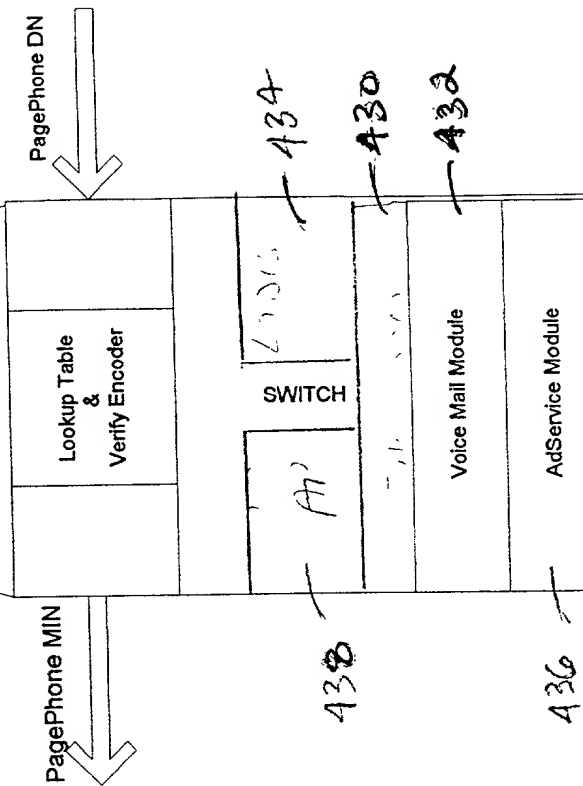 PagePhone DN
PagePhone MIN
Lookup Table
&
Verify Encoder
434
SWITCH
430
438
432
Voice Mail Module
AdService Module
436